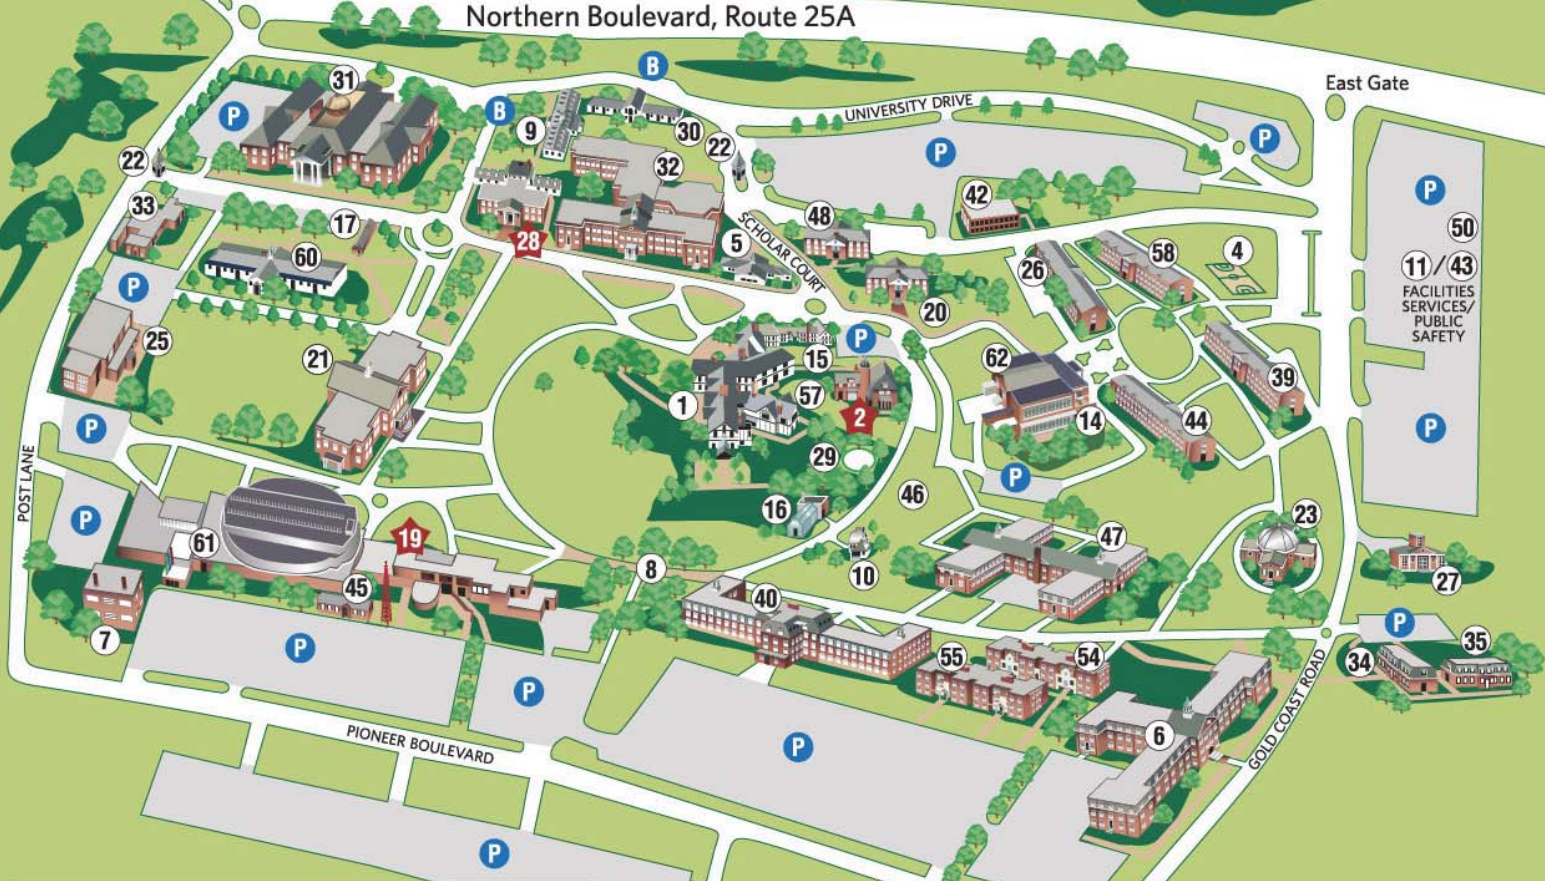 Northern Boulevard, Route 25A
B
31
East Gate
B
UNIVERSITY DRIVE
P
9
30
22
P
P
22
32
P
33
42
17
28
5
SCHOLAR COURT
48
50
60
26
58
4
11/43
FACILITIES
SERVICES/
PUBLIC
SAFETY
P
20
25
21
P
15
62
1
57
39
2
14
44
P
P
29
P
POST LANE
46
16
23
P
61
19
47
10
8
27
45
40
7
P
P
55
54
34
35
P
6
GOLD COAST ROAD
PIONEER BOULEVARD
P
P